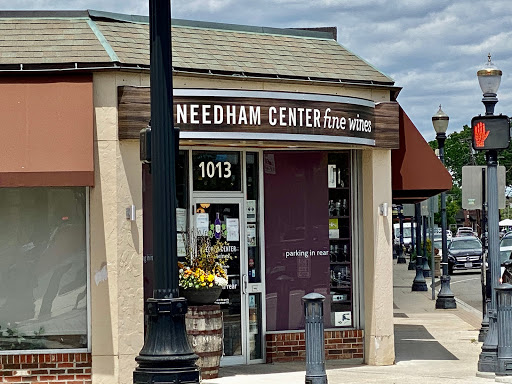 NEEDHAM CENTER fine wines
1013
parking in rear